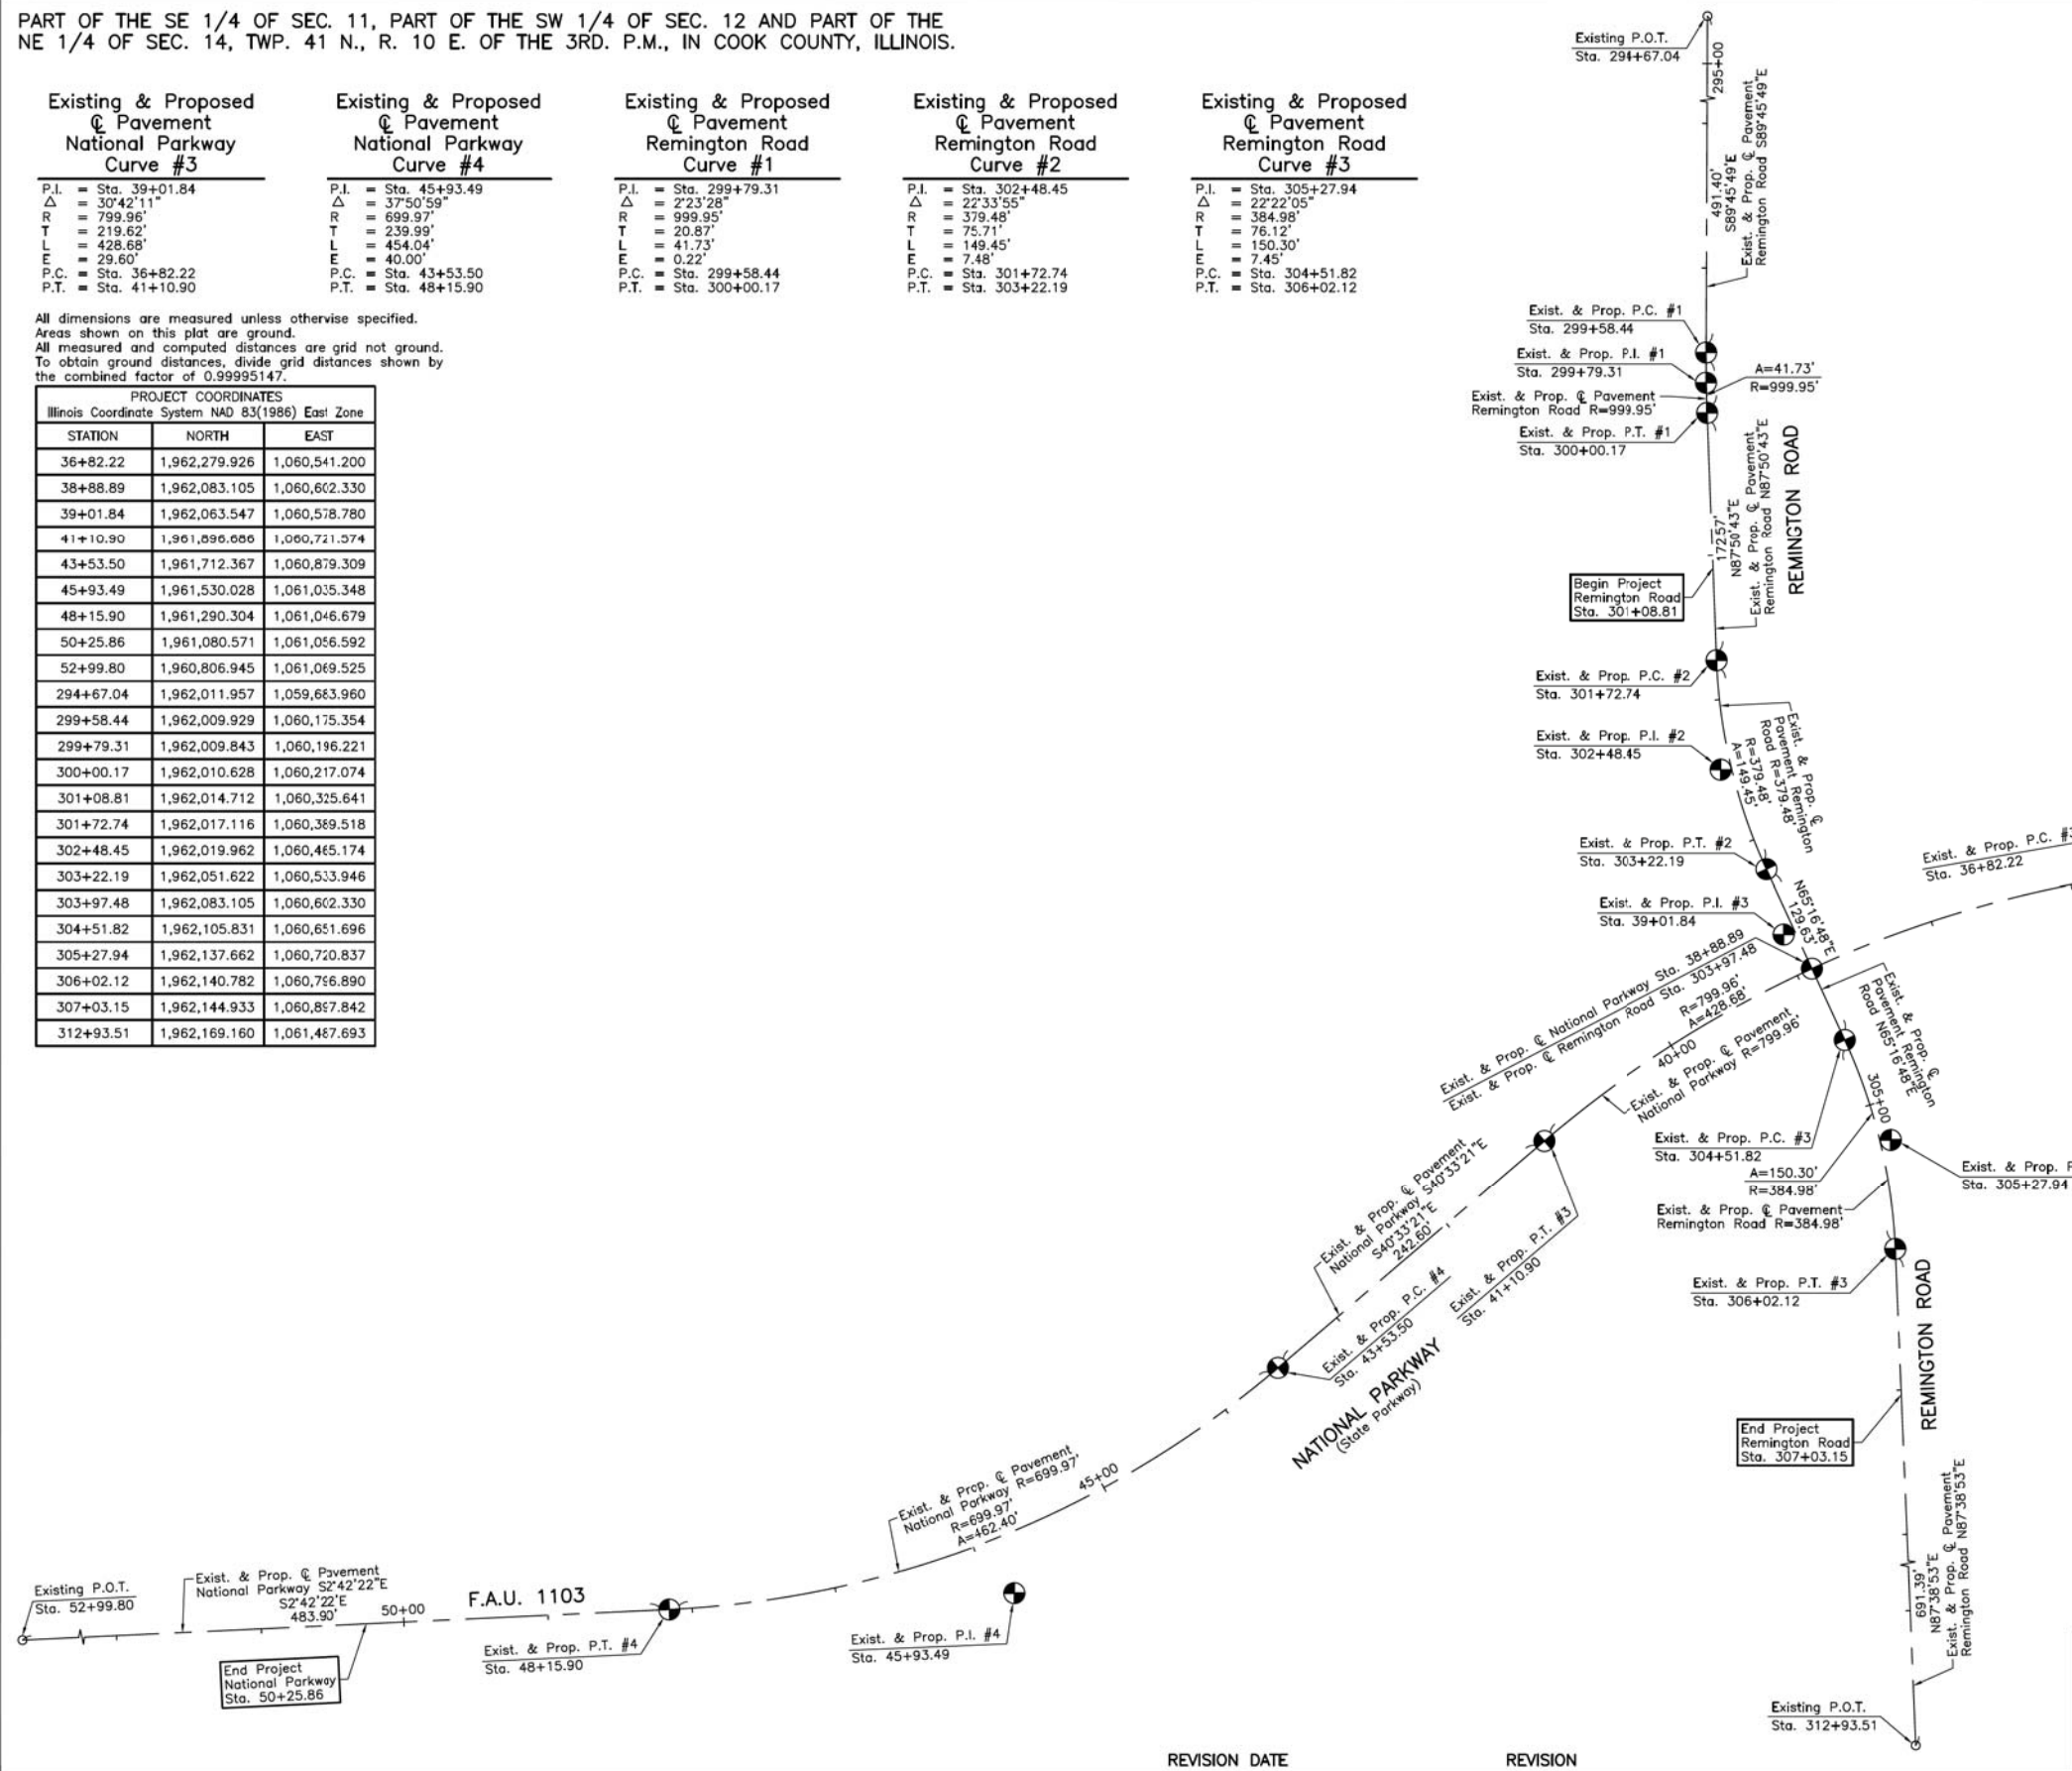 PART OF THE SE 1/4 OF SEC. 11, PART OF THE SW 1/4 OF SEC. 12 AND PART OF THE
NE 1/4 OF SEC. 14, TWP. 41 N., R. 10 E. OF THE 3RD. P.M., IN COOK COUNTY, ILLINOIS.
Existing & Proposed
℄ Pavement
National Parkway
Curve #3
P.I. = Sta. 39+01.84
△ = 30°42'11"
R = 799.96'
T = 219.62'
L = 428.68'
E = 29.60'
P.C. = Sta. 36+82.22
P.T. = Sta. 41+10.90
Existing & Proposed
℄ Pavement
National Parkway
Curve #4
P.I. = Sta. 45+93.49
△ = 37°50'59"
R = 699.97'
T = 239.99'
L = 454.04'
E = 40.00'
P.C. = Sta. 43+53.50
P.T. = Sta. 48+15.90
Existing & Proposed
℄ Pavement
Remington Road
Curve #1
P.I. = Sta. 299+79.31
△ = 2°23'28"
R = 999.95'
T = 20.87'
L = 41.73'
E = 0.22'
P.C. = Sta. 299+58.44
P.T. = Sta. 300+00.17
Existing & Proposed
℄ Pavement
Remington Road
Curve #2
P.I. = Sta. 302+48.45
△ = 22°33'55"
R = 379.48'
T = 75.71'
L = 149.45'
E = 7.48'
P.C. = Sta. 301+72.74
P.T. = Sta. 303+22.19
Existing & Proposed
℄ Pavement
Remington Road
Curve #3
P.I. = Sta. 305+27.94
△ = 22°22'05"
R = 384.98'
T = 76.12'
L = 150.30'
E = 7.45'
P.C. = Sta. 304+51.82
P.T. = Sta. 306+02.12
All dimensions are measured unless otherwise specified.
Areas shown on this plat are ground.
All measured and computed distances are grid not ground.
To obtain ground distances, divide grid distances shown by
the combined factor of 0.99995147.
PROJECT COORDINATES
Illinois Coordinate System NAD 83(1986) East Zone
STATION NORTH EAST
36+82.22 1,962,279.926 1,060,541.200
38+88.89 1,962,083.105 1,060,602.330
39+01.84 1,962,063.547 1,060,578.780
41+10.90 1,961,896.686 1,060,721.574
43+53.50 1,961,712.367 1,060,879.309
45+93.49 1,961,530.028 1,061,035.348
48+15.90 1,961,290.304 1,061,046.679
50+25.86 1,961,080.571 1,061,056.592
52+99.80 1,960,806.945 1,061,069.525
294+67.04 1,962,011.957 1,059,683.960
299+58.44 1,962,009.929 1,060,175.354
299+79.31 1,962,009.843 1,060,196.221
300+00.17 1,962,010.628 1,060,217.074
301+08.81 1,962,014.712 1,060,325.641
301+72.74 1,962,017.116 1,060,389.518
302+48.45 1,962,019.962 1,060,465.174
303+22.19 1,962,051.622 1,060,533.946
303+97.48 1,962,083.105 1,060,602.330
304+51.82 1,962,105.831 1,060,651.696
305+27.94 1,962,137.662 1,060,720.837
306+02.12 1,962,140.782 1,060,796.890
307+03.15 1,962,144.933 1,060,897.842
312+93.51 1,962,169.160 1,061,487.693
Existing P.O.T.
Sta. 294+67.04
295+00
491.40'
S89°45'49"E
Exist. & Prop. ℄ Pavement
Remington Road S89°45'49"E
Exist. & Prop. P.C. #1
Sta. 299+58.44
Exist. & Prop. P.I. #1
Sta. 299+79.31
A=41.73'
R=999.95'
Exist. & Prop. ℄ Pavement
Remington Road R=999.95'
Exist. & Prop. P.T. #1
Sta. 300+00.17
172.57'
N87°50'43"E
Exist. & Prop. ℄ Pavement
Remington Road N87°50'43"E
REMINGTON ROAD
Begin Project
Remington Road
Sta. 301+08.81
Exist. & Prop. P.C. #2
Sta. 301+72.74
Exist. & Prop. P.I. #2
Sta. 302+48.45
Exist. & Prop. ℄
Pavement Remington
Road R=379.48'
R=379.48'
A=149.45'
Exist. & Prop. P.T. #2
Sta. 303+22.19
Exist. & Prop. P.C.
Sta. 36+82.22
N65°16'48"E
129.63'
Exist. & Prop. P.I. #3
Sta. 39+01.84
Exist. & Prop. ℄ National Parkway Sta. 38+88.89
Exist. & Prop. ℄ Remington Road Sta. 303+97.48
R=799.96'
A=428.68'
40+00
Exist. & Prop. ℄ Pavement
National Parkway R=799.96'
Exist. & Prop. ℄
Pavement Remington
Road N65°16'48"E
305+00
Exist. & Prop. P.C. #3
Sta. 304+51.82
A=150.30'
R=384.98'
Exist. & Prop.
Sta. 305+27.94
Exist. & Prop. ℄ Pavement
Remington Road R=384.98'
Exist. & Prop. ℄ Pavement
National Parkway S40°33'21"E
S40°33'21"E
242.60'
Exist. & Prop. P.T. #3
Sta. 41+10.90
Exist. & Prop. P.C. #4
Sta. 43+53.50
NATIONAL PARKWAY
(State Parkway)
Exist. & Prop. P.T. #3
Sta. 306+02.12
REMINGTON ROAD
End Project
Remington Road
Sta. 307+03.15
691.39'
N87°38'53"E
Exist. & Prop. ℄ Pavement
Remington Road N87°38'53"E
45+00
Exist. & Prop. ℄ Pavement
National Parkway R=699.97'
R=699.97'
A=462.40'
Existing P.O.T.
Sta. 52+99.80
Exist. & Prop. ℄ Pavement
National Parkway S2°42'22"E
S2°42'22"E
483.90'
50+00
F.A.U. 1103
Exist. & Prop. P.T. #4
Sta. 48+15.90
Exist. & Prop. P.I. #4
Sta. 45+93.49
End Project
National Parkway
Sta. 50+25.86
Existing P.O.T.
Sta. 312+93.51
REVISION DATE
REVISION